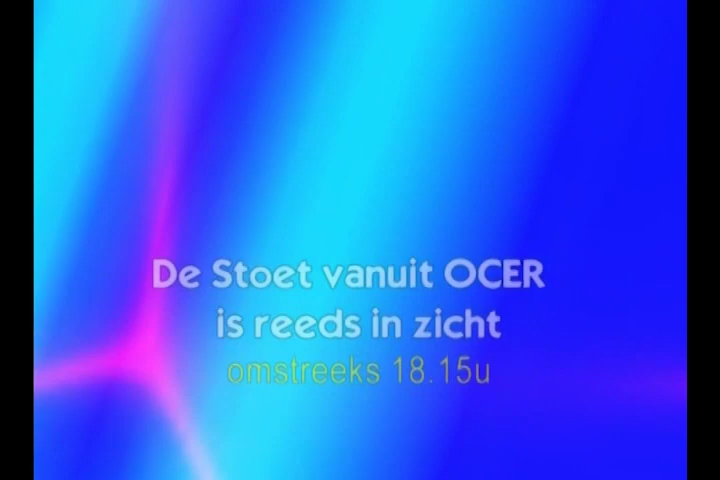 De Stoet vanuit OCER
is reeds in zicht
omstreeks 18.15u